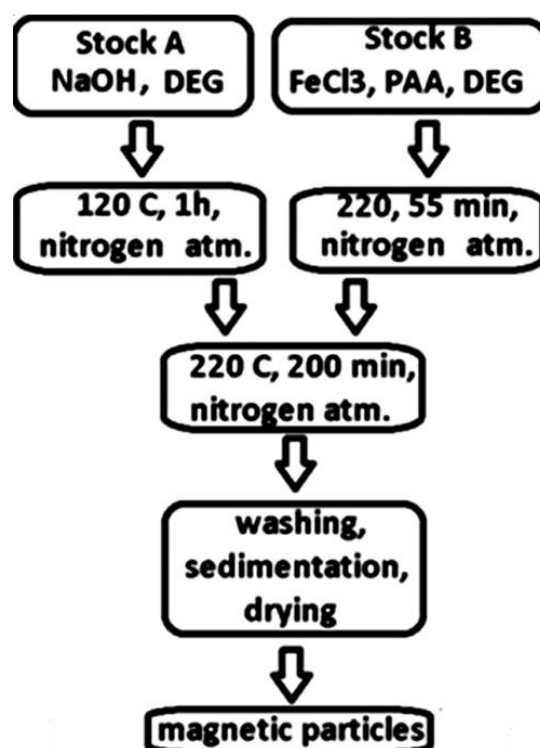 Stock A
NaOH, DEG
Stock B
FeCl3, PAA, DEG
120 C, 1h,
nitrogen atm.
220, 55 min,
nitrogen atm.
220 C, 200 min,
nitrogen atm.
washing,
sedimentation,
drying
magnetic particles